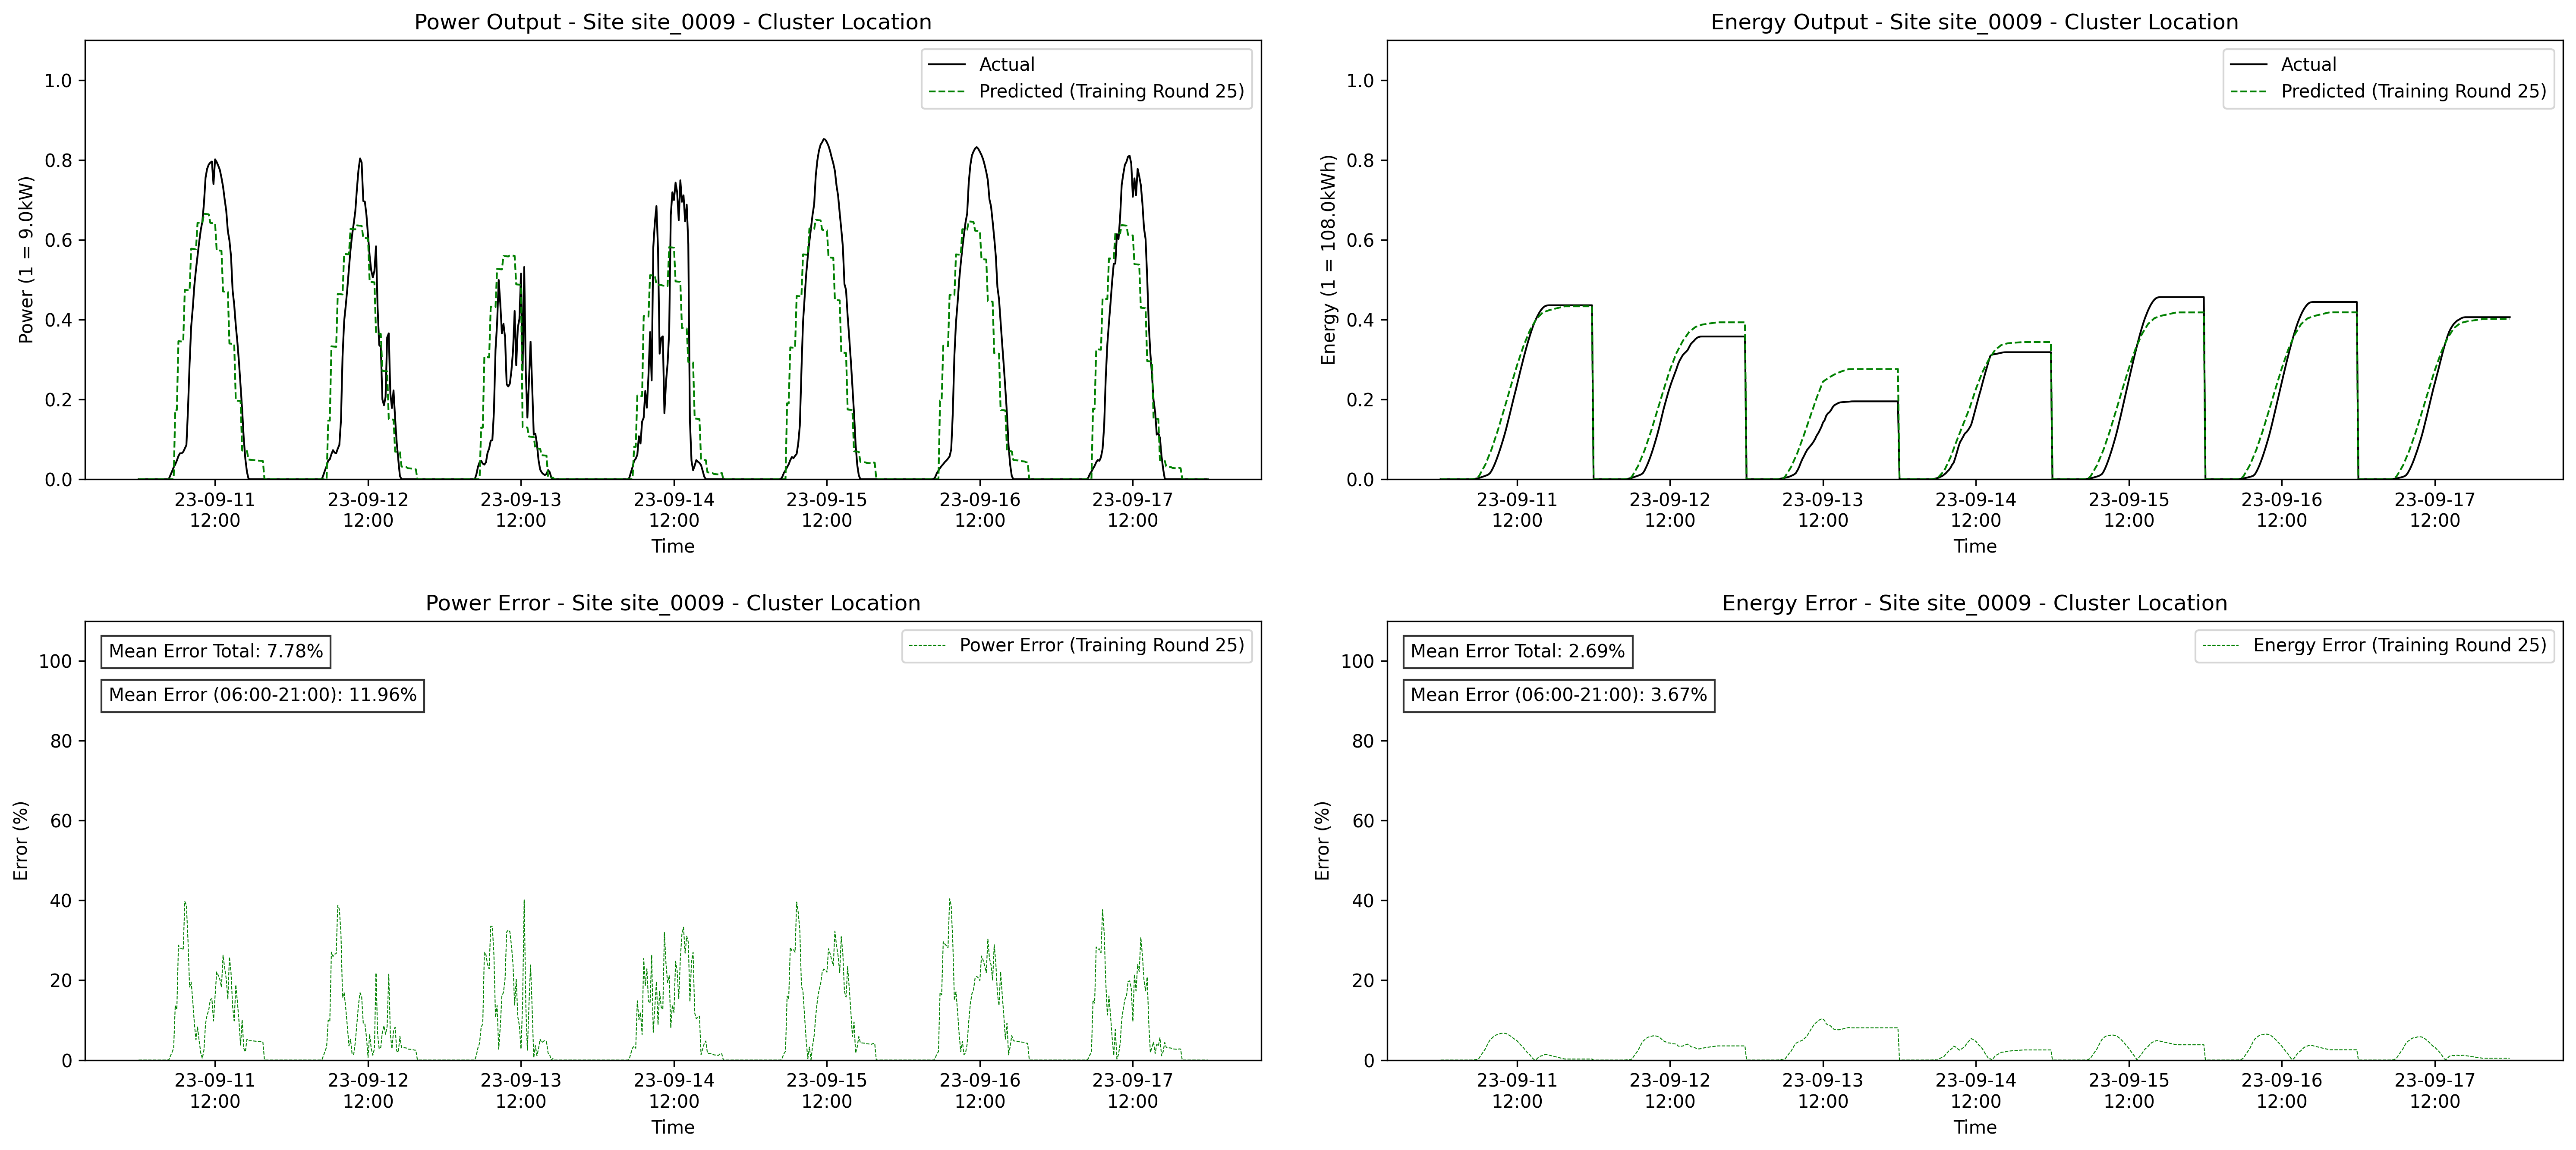 Power Output - Site site_0009 - Cluster Location
Power (1 = 9.0kW)
1.0
0.8
0.6
0.4
0.2
0.0
Actual
Predicted (Training Round 25)
23-09-11 23-09-12 23-09-13 23-09-14 23-09-15 23-09-16 23-09-17
12:00 12:00 12:00 12:00 12:00 12:00 12:00
Time
Energy Output - Site site_0009 - Cluster Location
Energy (1 = 108.0kWh)
1.0
0.8
0.6
0.4
0.2
0.0
Actual
Predicted (Training Round 25)
23-09-11 23-09-12 23-09-13 23-09-14 23-09-15 23-09-16 23-09-17
12:00 12:00 12:00 12:00 12:00 12:00 12:00
Time
Power Error - Site site_0009 - Cluster Location
Error (%)
100
80
60
40
20
0
Mean Error Total: 7.78%
Mean Error (06:00-21:00): 11.96%
Power Error (Training Round 25)
23-09-11 23-09-12 23-09-13 23-09-14 23-09-15 23-09-16 23-09-17
12:00 12:00 12:00 12:00 12:00 12:00 12:00
Time
Energy Error - Site site_0009 - Cluster Location
Error (%)
100
80
60
40
20
0
Mean Error Total: 2.69%
Mean Error (06:00-21:00): 3.67%
Energy Error (Training Round 25)
23-09-11 23-09-12 23-09-13 23-09-14 23-09-15 23-09-16 23-09-17
12:00 12:00 12:00 12:00 12:00 12:00 12:00
Time